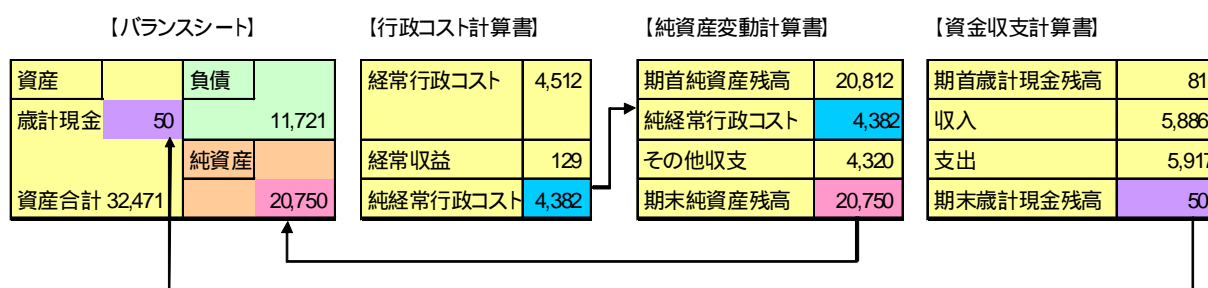 【バランスシート】
資産
負債
歳計現金 50
11,721
純資産
資産合計 32,471
20,750
【行政コスト計算書】
経常行政コスト 4,512
経常収益 129
純経常行政コスト 4,382
【純資産変動計算書】
期首純資産残高 20,812
純経常行政コスト 4,382
その他収支 4,320
期末純資産残高 20,750
【資金収支計算書】
期首歳計現金残高 81
収入 5,886
支出 5,917
期末歳計現金残高 50